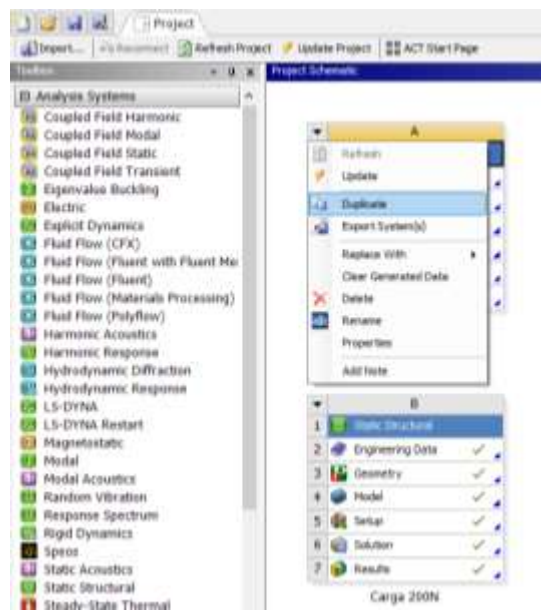 Project
Import...
Reconnect
Refresh Project
Update Project
ACT Start Page
Toolbox
Project Schematic
Analysis Systems
Coupled Field Harmonic
Coupled Field Modal
Coupled Field Static
Coupled Field Transient
Eigenvalue Buckling
Electric
Explicit Dynamics
Fluid Flow (CFX)
Fluid Flow (Fluent with Fluent Me
Fluid Flow (Fluent)
Fluid Flow (Materials Processing)
Fluid Flow (Polyflow)
Harmonic Acoustics
Harmonic Response
Hydrodynamic Diffraction
Hydrodynamic Response
LS-DYNA
LS-DYNA Restart
Magnetostatic
Modal
Modal Acoustics
Random Vibration
Response Spectrum
Rigid Dynamics
Speos
Static Acoustics
Static Structural
Steady-State Thermal
A
Refresh
Update
Duplicate
Export System(s)
Replace With
Clear Generated Data
Delete
Rename
Properties
Add Note
B
1 Static Structural
2 Engineering Data
3 Geometry
4 Model
5 Setup
6 Solution
7 Results
Carga 200N